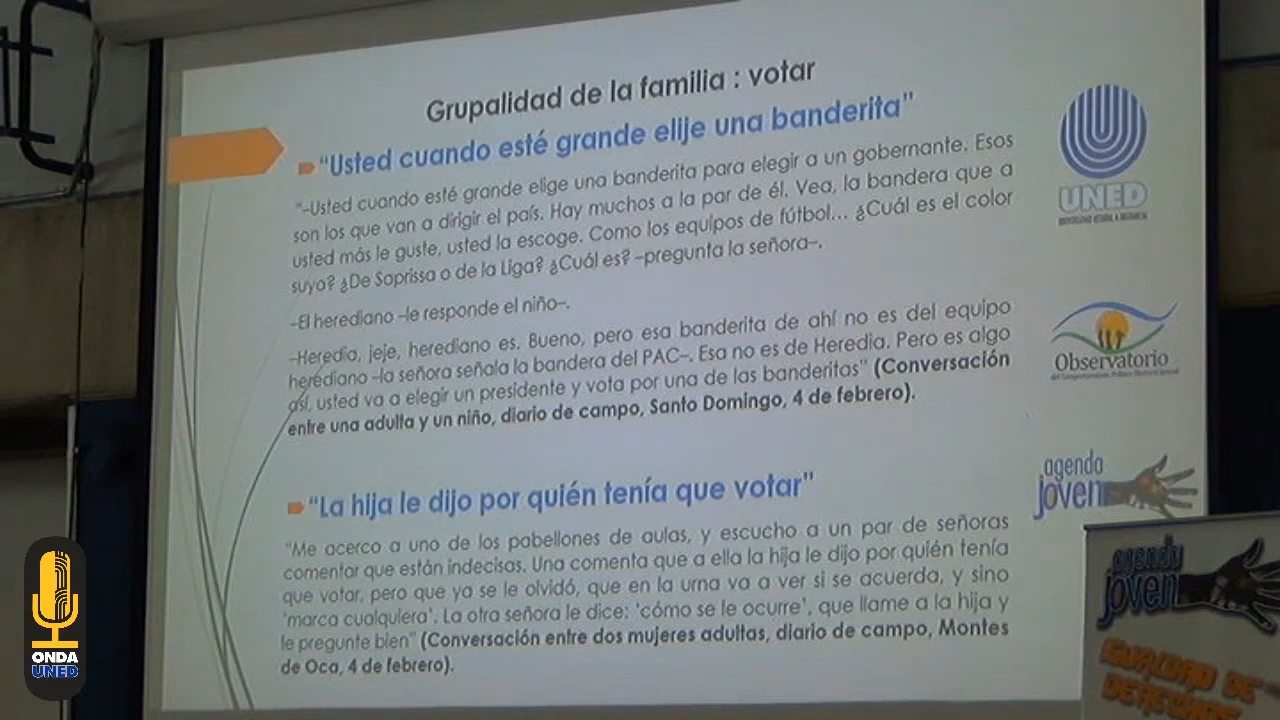 Grupalidad de la familia : votar
“Usted cuando esté grande elije una banderita”
“–Usted cuando esté grande elige una banderita para elegir a un gobernante. Esos
son los que van a dirigir el país. Hay muchos a la par de él. Vea, la bandera que a
usted más le guste, usted la escoge. Como los equipos de fútbol... ¿Cuál es el color
suyo? ¿De Soprissa o de la Liga? ¿Cuál es? –pregunta la señora–.
–El herediano –le responde el niño–.
–Heredia, jeje, herediano es. Bueno, pero esa banderita de ahí no es del equipo
herediano –la señora señala la bandera del PAC–. Esa no es de Heredia. Pero es algo
así, usted va a elegir un presidente y vota por una de las banderitas” (Conversación
entre una adulta y un niño, diario de campo, Santo Domingo, 4 de febrero).
“La hija le dijo por quién tenía que votar”
“Me acerco a uno de los pabellones de aulas, y escucho a un par de señoras
comentar que están indecisas. Una comenta que a ella la hija le dijo por quién tenía
que votar, pero que ya se le olvidó, que en la urna va a ver si se acuerda, y sino
‘marca cualquiera’. La otra señora le dice: ‘cómo se le ocurre’, que llame a la hija y
le pregunte bien” (Conversación entre dos mujeres adultas, diario de campo, Montes
de Oca, 4 de febrero).
UNED
Observatorio
agenda
joven
agenda
joven
IGUALDAD DE
DERECHOS
ONDA
UNED